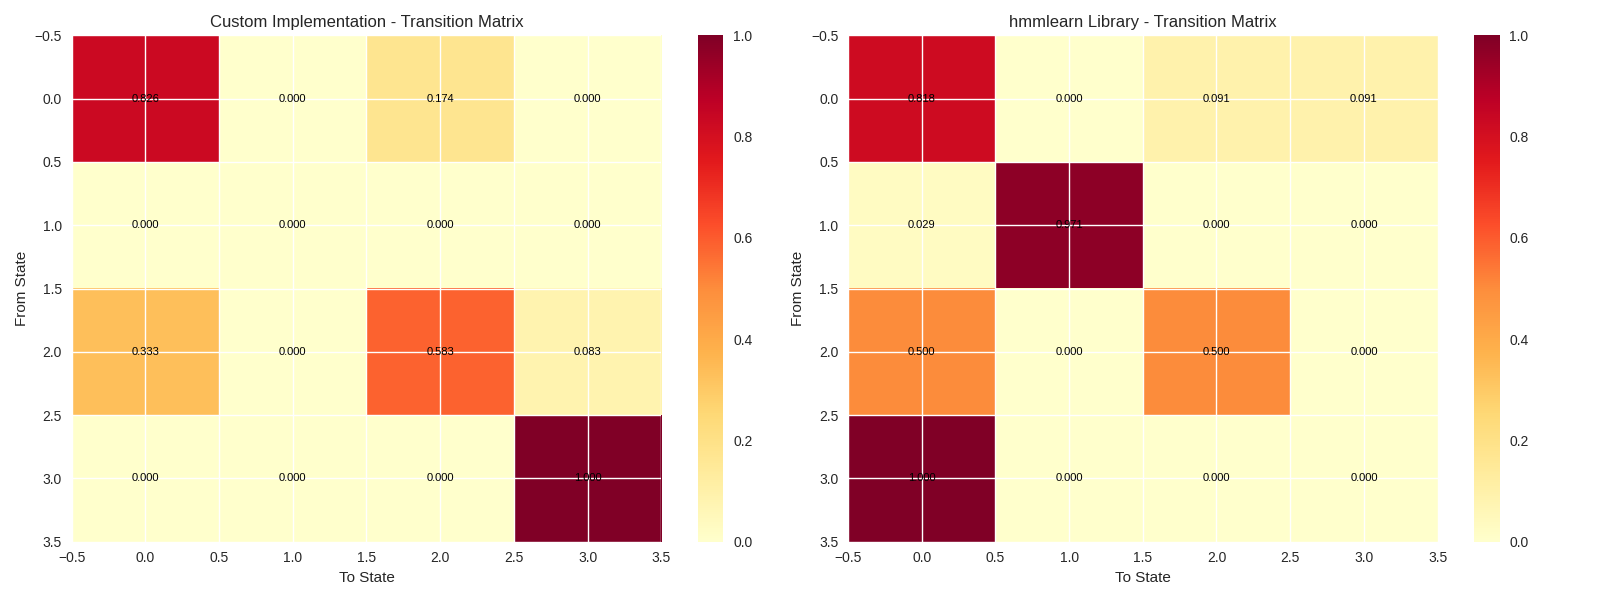 Custom Implementation - Transition Matrix
−0.5
0.0
0.5
1.0
1.5
2.0
2.5
3.0
3.5
From State
0.826 0.000 0.174 0.000
0.000 0.000 0.000 0.000
0.333 0.000 0.583 0.083
0.000 0.000 0.000 1.000
−0.5 0.0 0.5 1.0 1.5 2.0 2.5 3.0 3.5
To State
1.0
0.8
0.6
0.4
0.2
0.0
hmmlearn Library - Transition Matrix
−0.5
0.0
0.5
1.0
1.5
2.0
2.5
3.0
3.5
From State
0.818 0.000 0.091 0.091
0.029 0.971 0.000 0.000
0.500 0.000 0.500 0.000
1.000 0.000 0.000 0.000
−0.5 0.0 0.5 1.0 1.5 2.0 2.5 3.0 3.5
To State
1.0
0.8
0.6
0.4
0.2
0.0